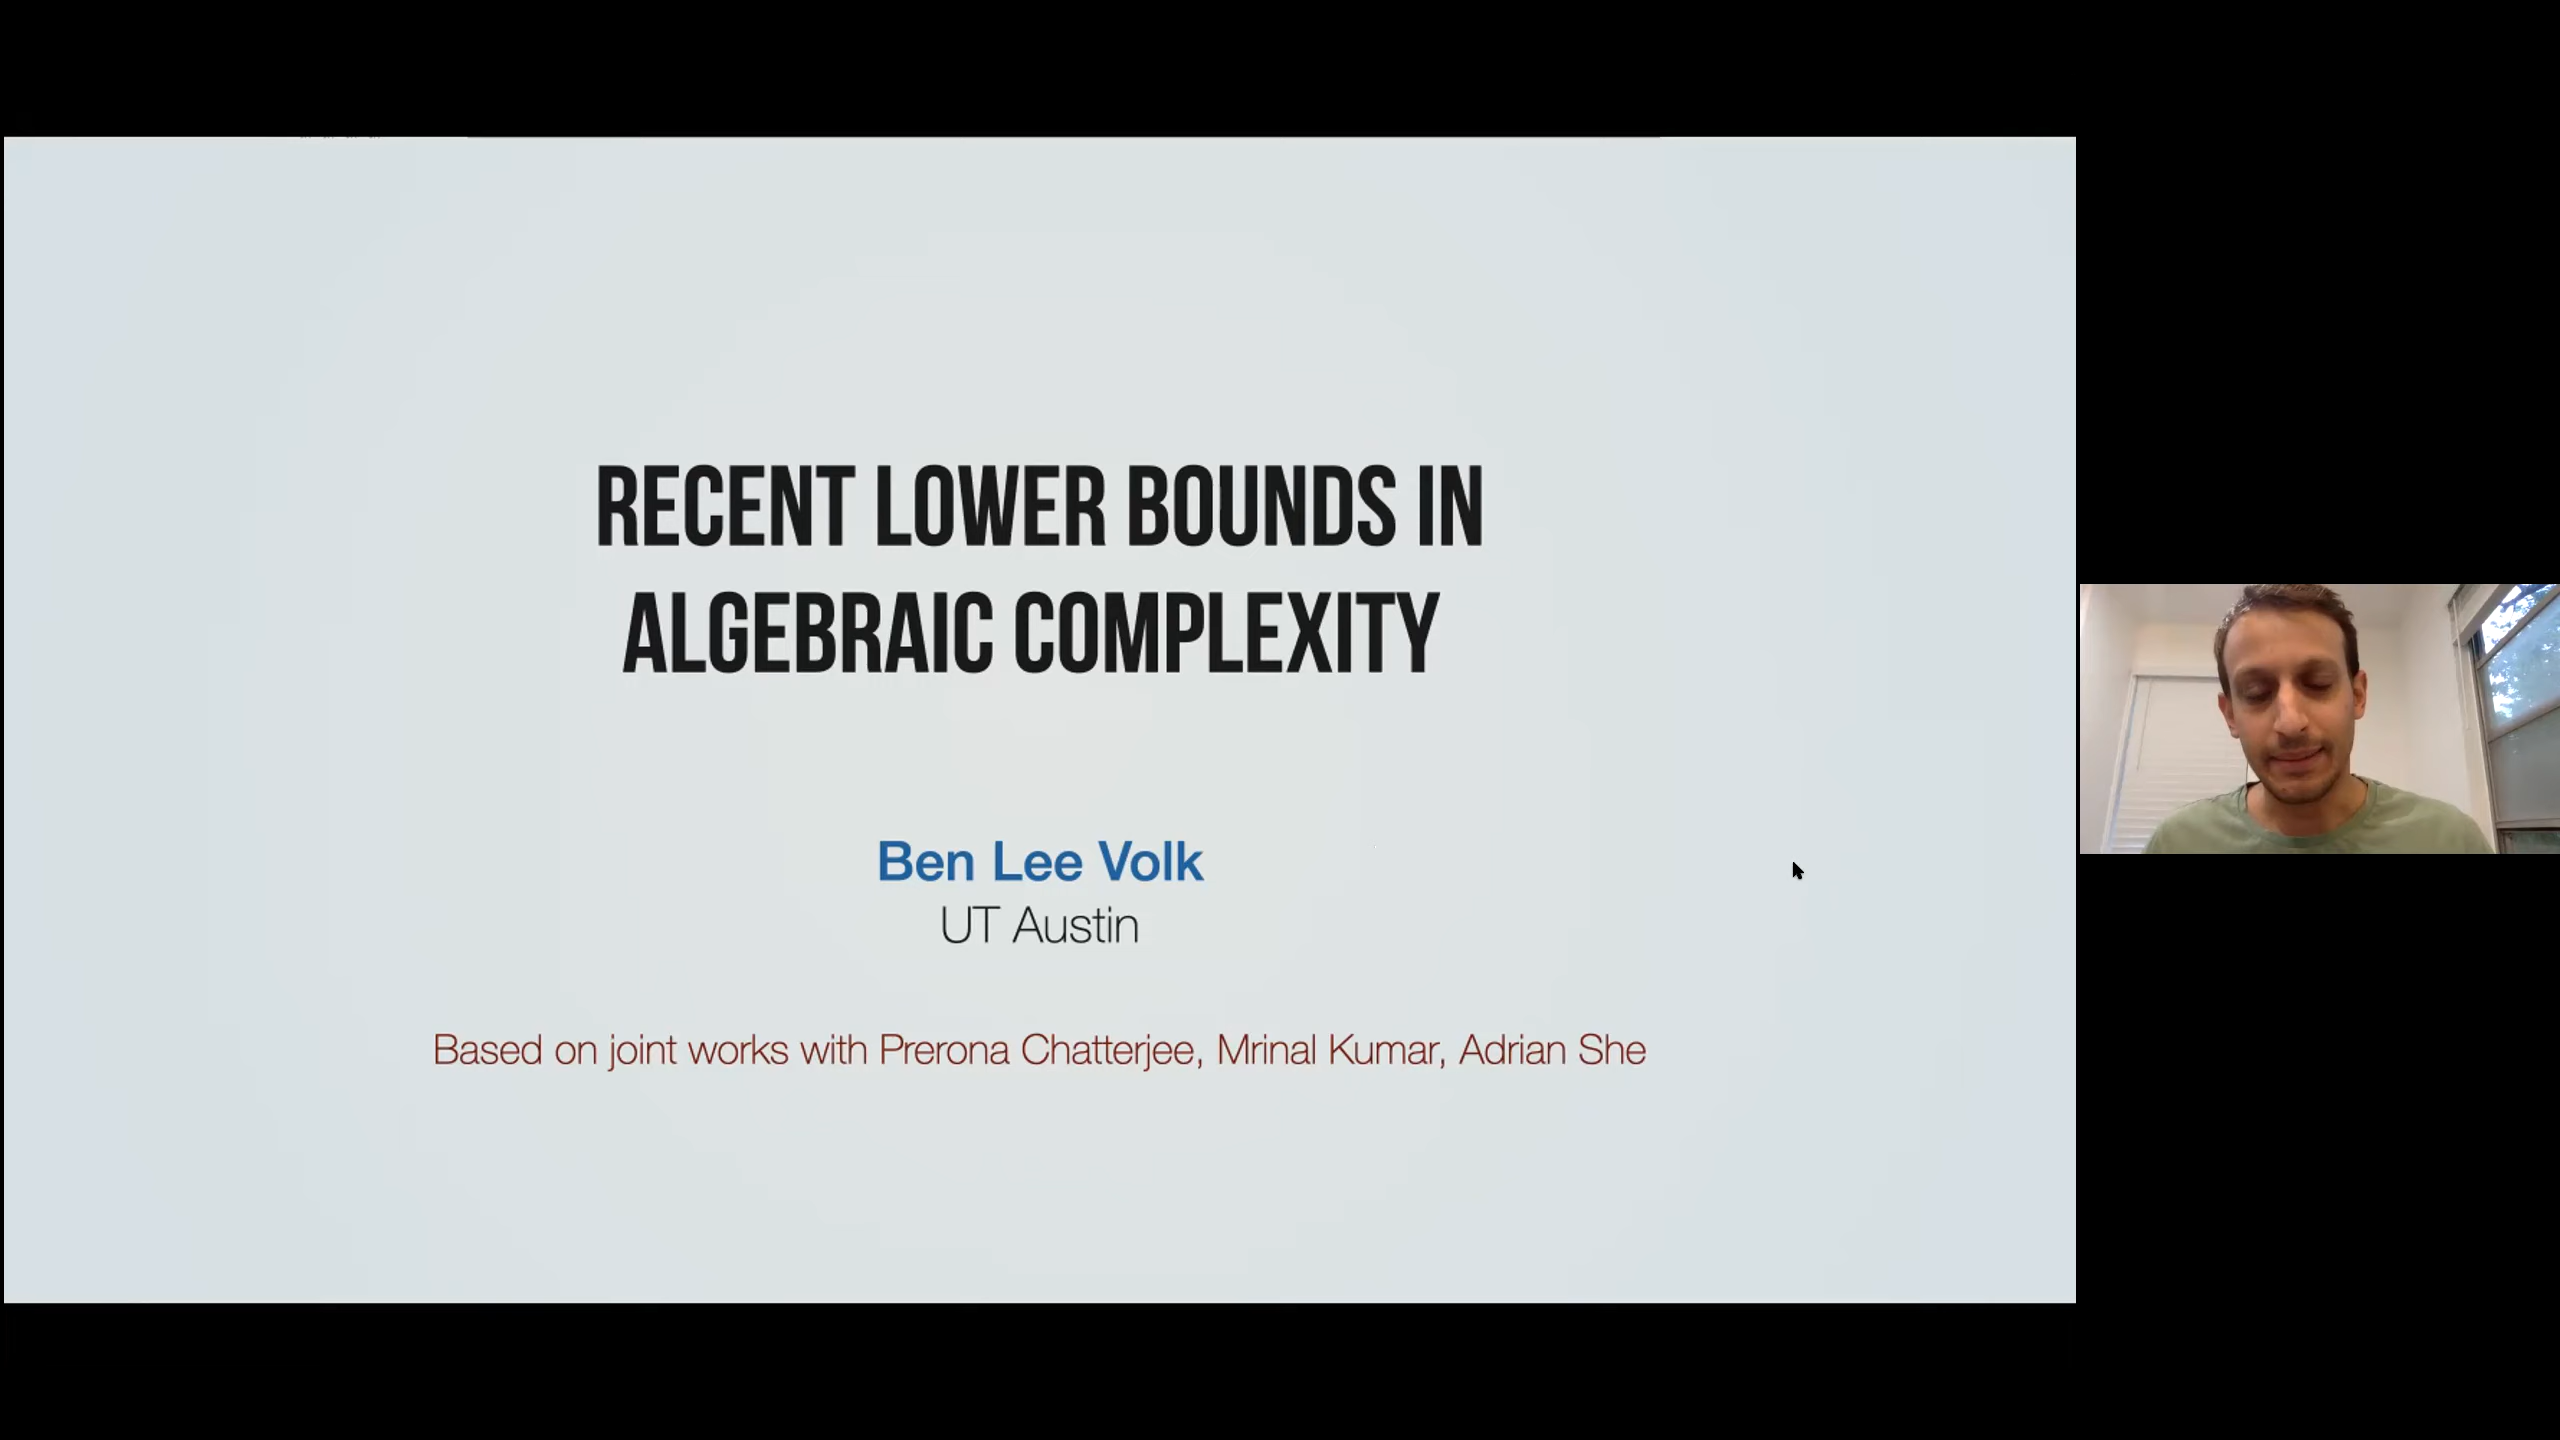 RECENT LOWER BOUNDS IN
ALGEBRAIC COMPLEXITY
Ben Lee Volk
UT Austin
Based on joint works with Prerona Chatterjee, Mrinal Kumar, Adrian She